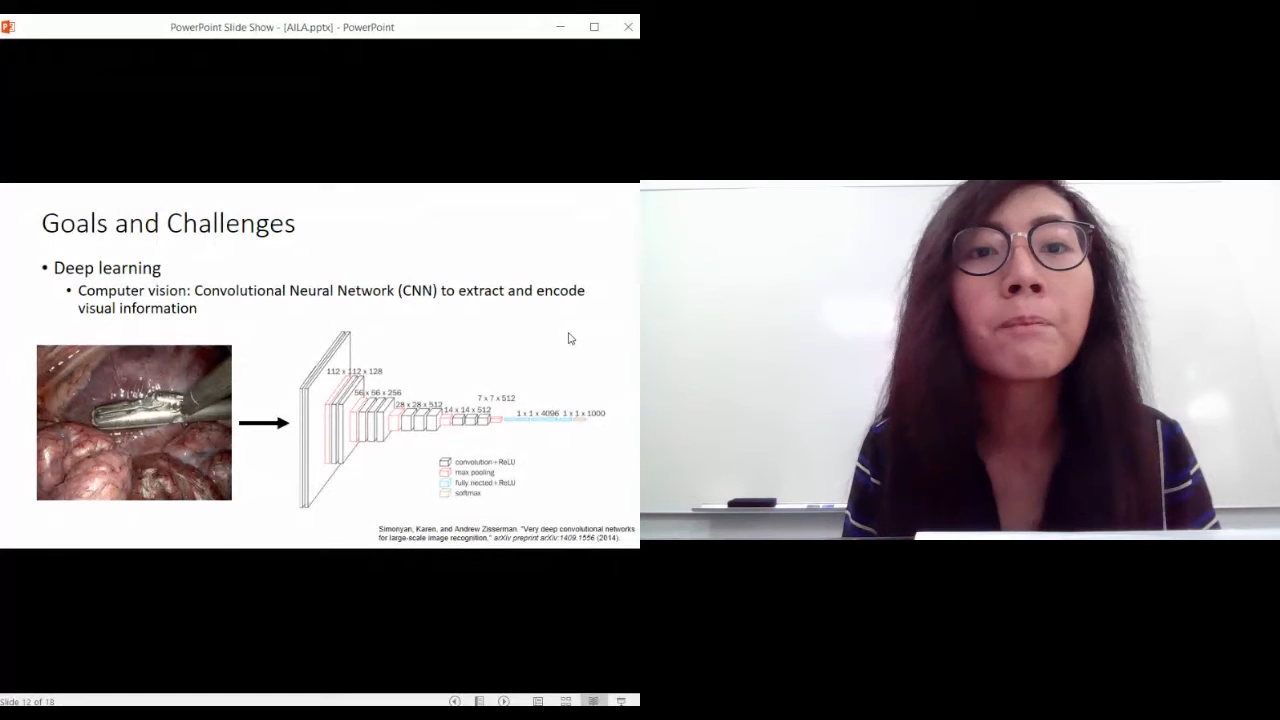 PowerPoint Slide Show - [AILA.pptx] - PowerPoint
Goals and Challenges
• Deep learning
• Computer vision: Convolutional Neural Network (CNN) to extract and encode
visual information
112 x 112 x 128
56 x 56 x 256
28 x 28 x 512
14 x 14 x 512
7 x 7 x 512
1 x 1 x 4096 1 x 1 x 1000
convolution+ReLU
max pooling
fully nected+ReLU
softmax
Simonyan, Karen, and Andrew Zisserman. "Very deep convolutional networks
for large-scale image recognition." arXiv preprint arXiv:1409.1556 (2014).
Slide 12 of 18